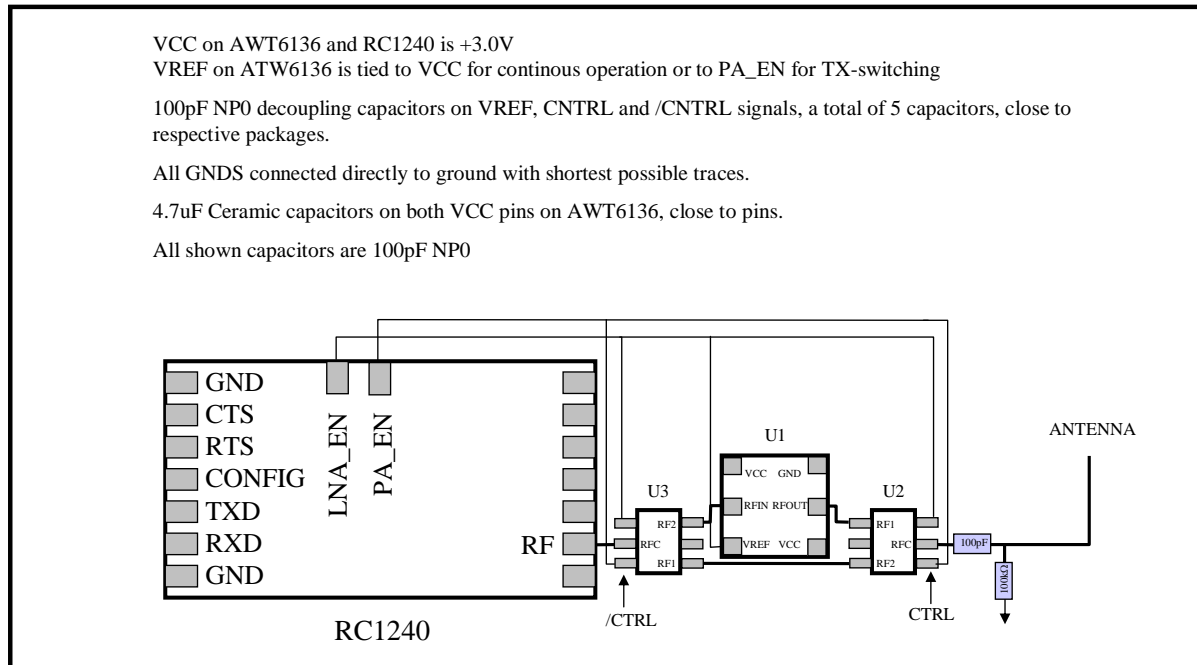 VCC on AWT6136 and RC1240 is +3.0V
VREF on ATW6136 is tied to VCC for continous operation or to PA_EN for TX-switching
100pF NP0 decoupling capacitors on VREF, CNTRL and /CNTRL signals, a total of 5 capacitors, close to
respective packages.
All GNDS connected directly to ground with shortest possible traces.
4.7uF Ceramic capacitors on both VCC pins on AWT6136, close to pins.
All shown capacitors are 100pF NP0
GND
CTS
RTS
CONFIG
TXD
RXD
GND
LNA_EN
PA_EN
RF
RC1240
U3
RF2
RFC
RF1
/CTRL
U1
VCC GND
RFIN RFOUT
VREF VCC
U2
RF1
RFC
RF2
CTRL
100pF
100kΩ
ANTENNA